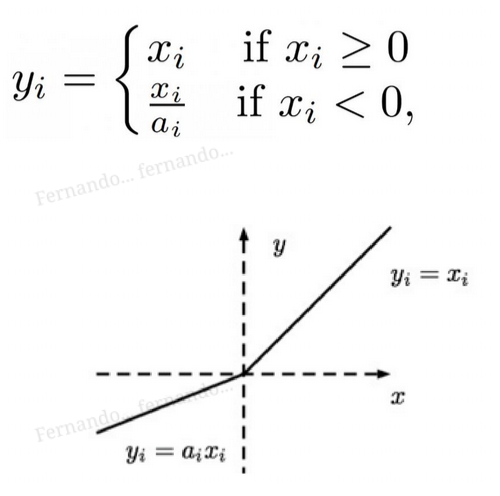 y_i = { x_i if x_i ≥ 0
x_i / a_i if x_i < 0,
Fernando... fernando...
y
y_i = x_i
x
Fernando... fernando...
y_i = a_i x_i